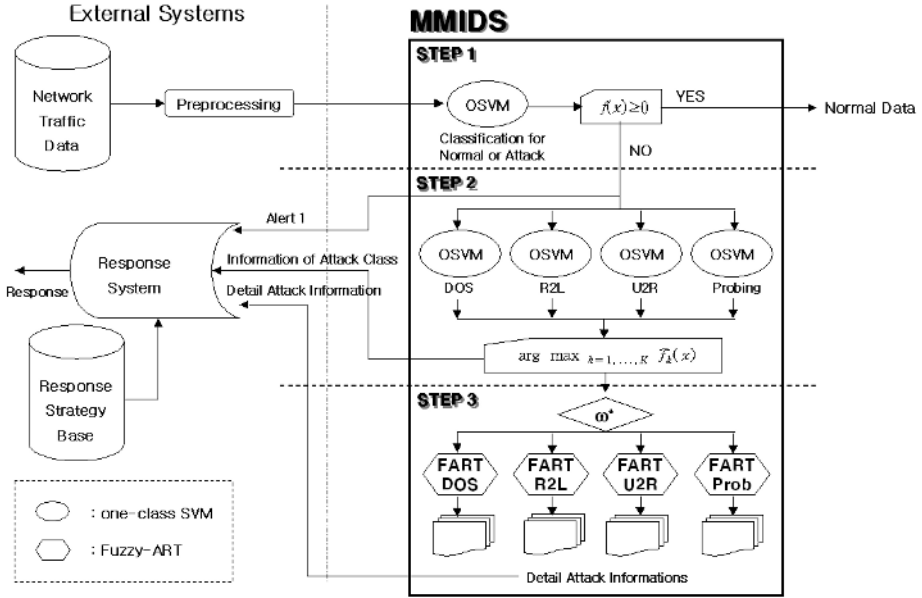 External Systems
MMIDS
STEP 1
Network
Traffic
Data
Preprocessing
OSVM
f(x)≥0
YES
Normal Data
Classification for
Normal or Attack
NO
STEP 2
Alert 1
Response
System
Response
Information of Attack Class
Detail Attack Information
OSVM
OSVM
OSVM
OSVM
DOS
R2L
U2R
Probing
arg max k=1,...,K f̄k(x)
Response
Strategy
Base
STEP 3
ω*
FART
DOS
FART
R2L
FART
U2R
FART
Prob
: one-class SVM
: Fuzzy-ART
Detail Attack Informations